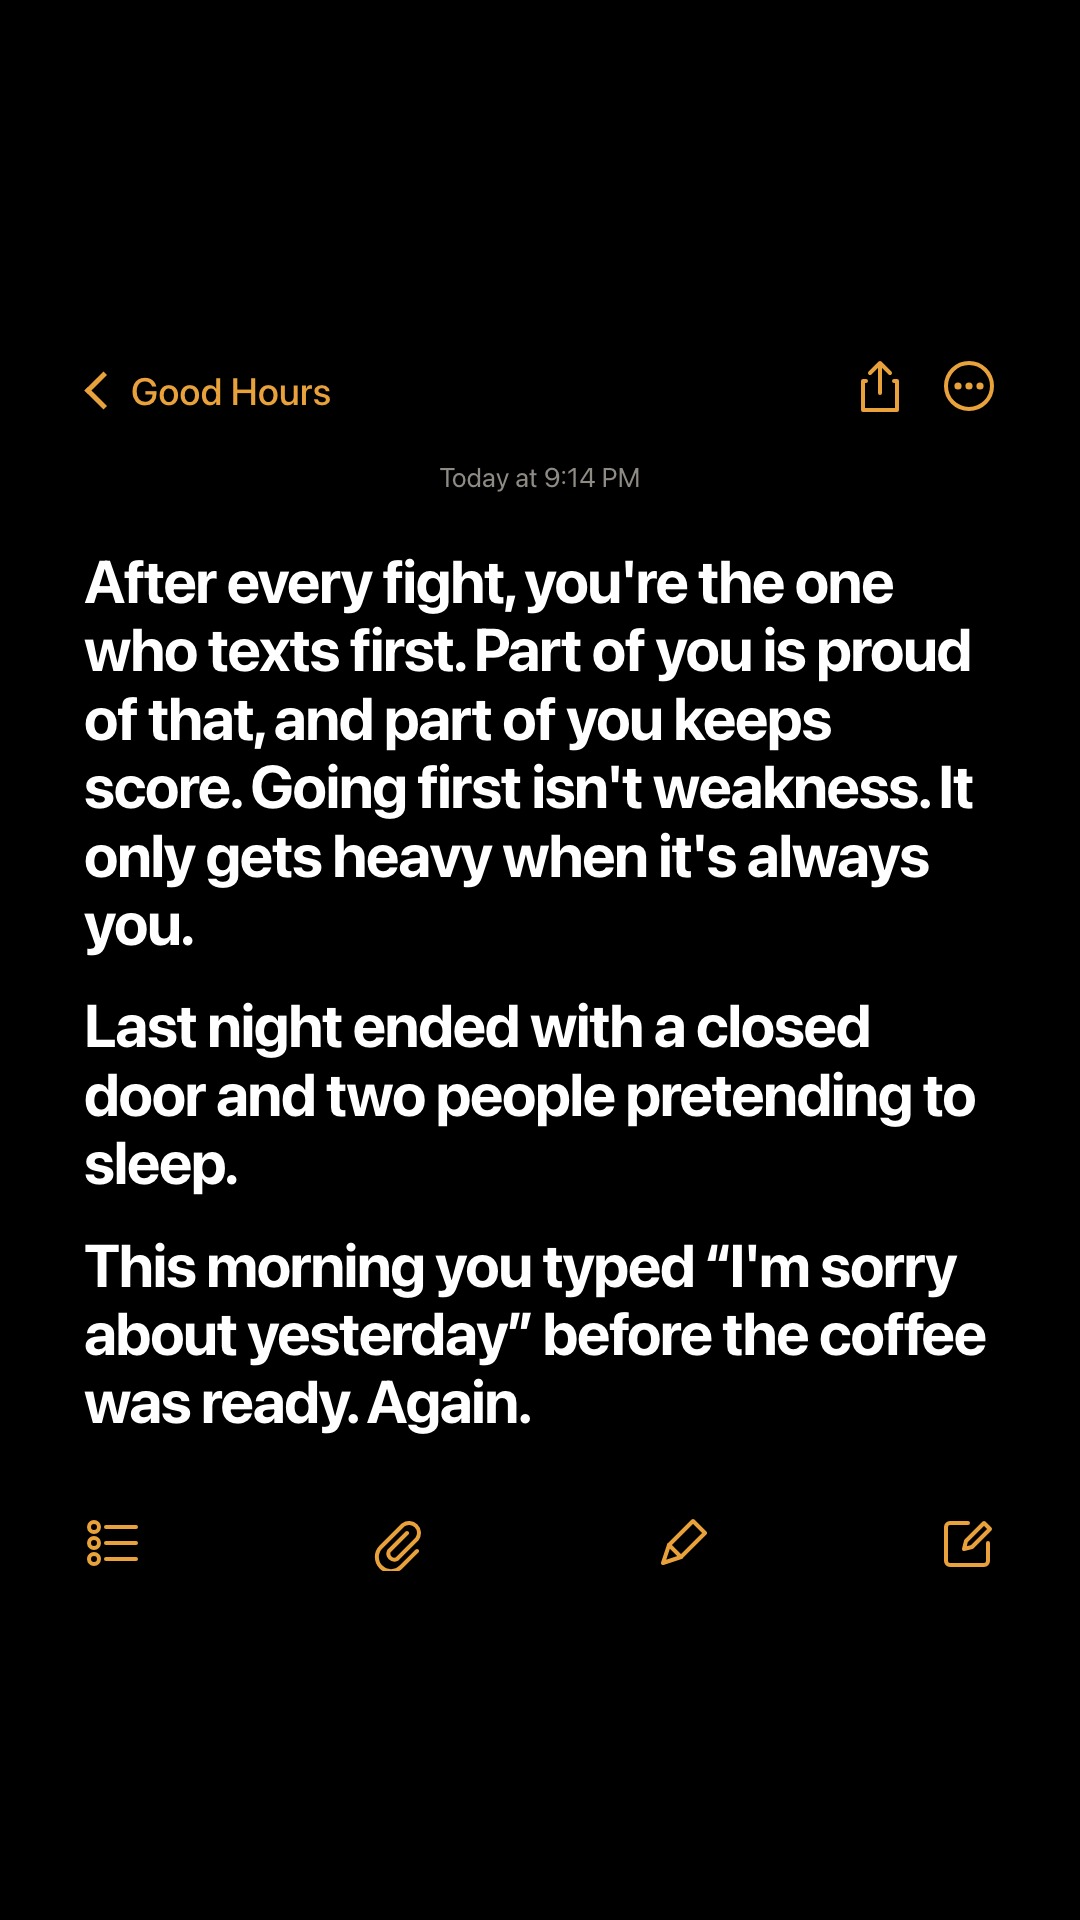 Good Hours
Today at 9:14 PM
After every fight, you're the one
who texts first. Part of you is proud
of that, and part of you keeps
score. Going first isn't weakness. It
only gets heavy when it's always
you.
Last night ended with a closed
door and two people pretending to
sleep.
This morning you typed “I'm sorry
about yesterday” before the coffee
was ready. Again.